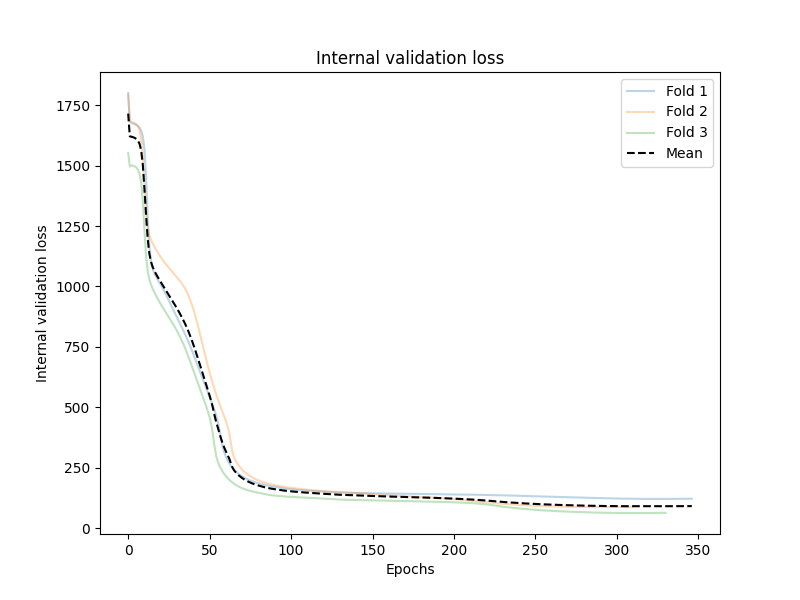 Internal validation loss
Fold 1
Fold 2
Fold 3
Mean
Internal validation loss
1750
1500
1250
1000
750
500
250
0
0 50 100 150 200 250 300 350
Epochs